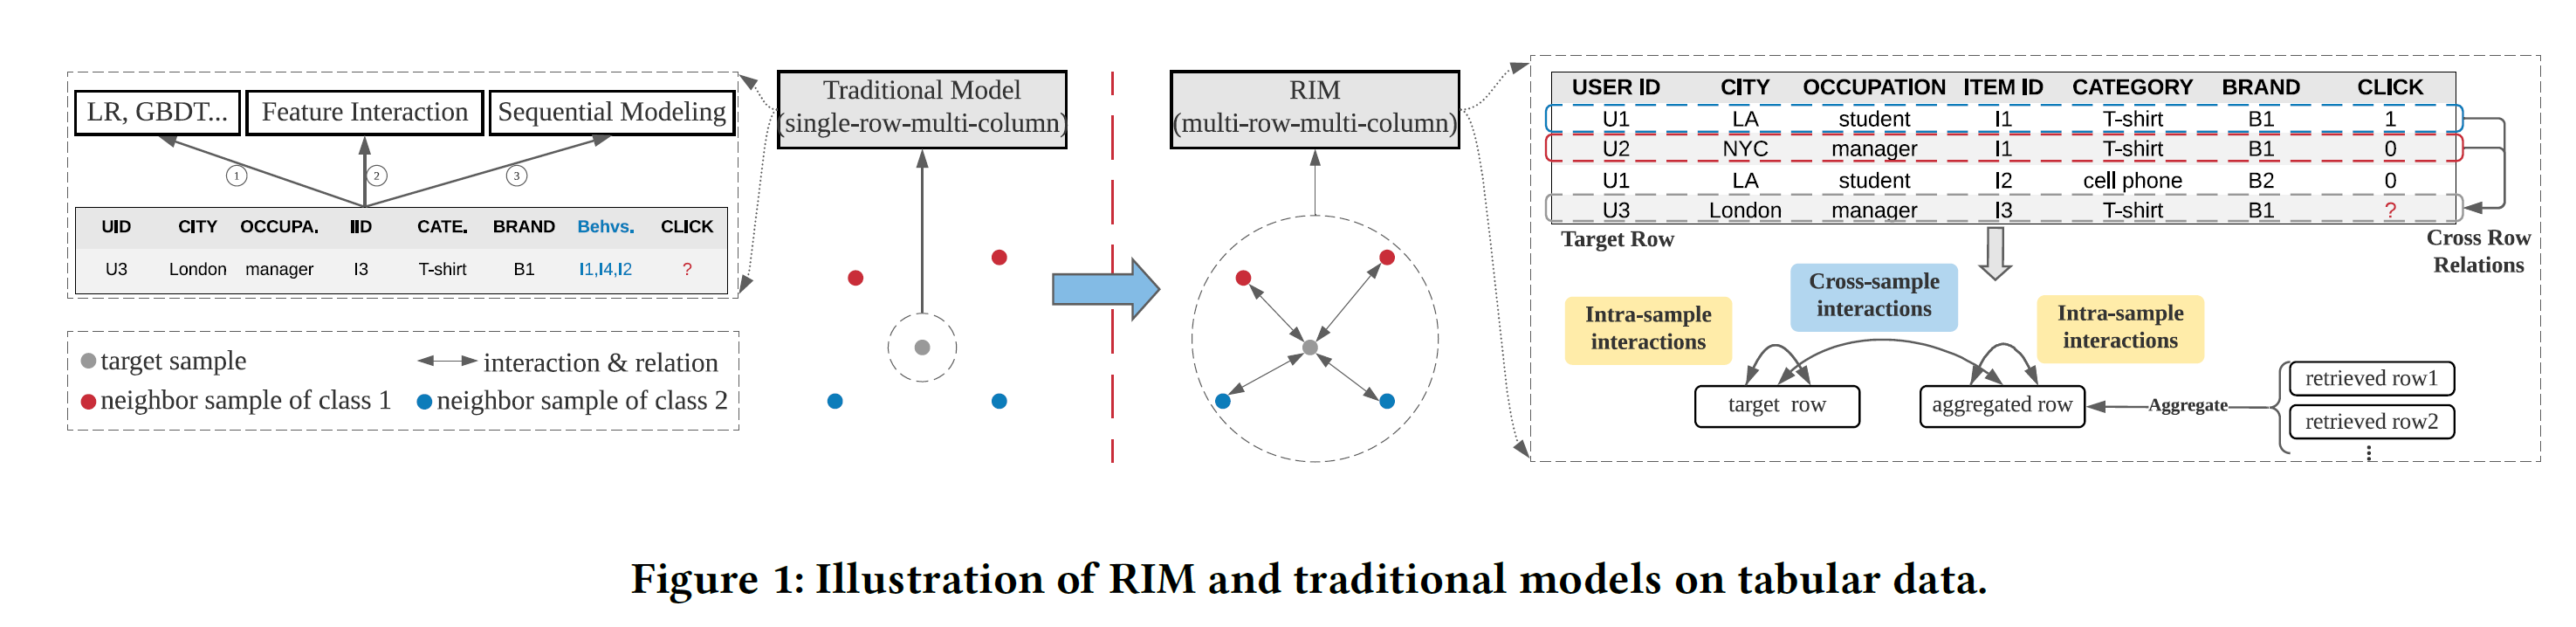 LR, GBDT...
Feature Interaction
Sequential Modeling
1
2
3
UID CITY OCCUPA. IID CATE. BRAND Behvs. CLICK
U3 London manager I3 T-shirt B1 I1,I4,I2 ?
target sample
interaction & relation
neighbor sample of class 1
neighbor sample of class 2
Traditional Model
(single-row-multi-column)
RIM
(multi-row-multi-column)
USER ID CITY OCCUPATION ITEM ID CATEGORY BRAND CLICK
U1 LA student I1 T-shirt B1 1
U2 NYC manager I1 T-shirt B1 0
U1 LA student I2 cell phone B2 0
U3 London manager I3 T-shirt B1 ?
Target Row
Cross Row
Relations
Cross-sample
interactions
Intra-sample
interactions
Intra-sample
interactions
target row
aggregated row
Aggregate
retrieved row1
retrieved row2
Figure 1: Illustration of RIM and traditional models on tabular data.